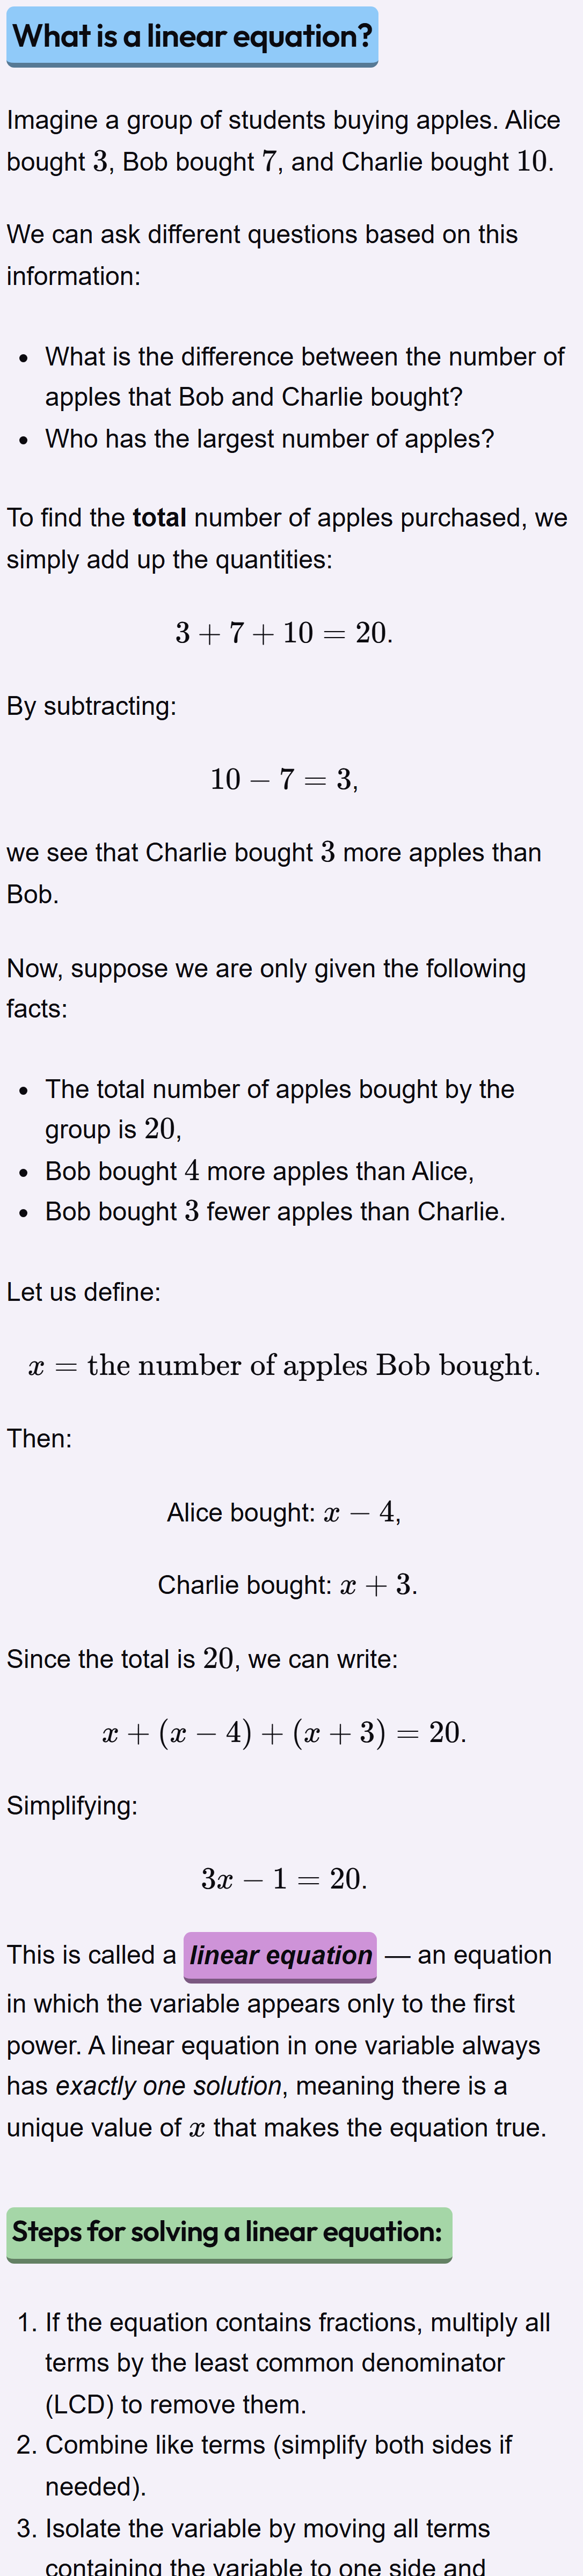 What is a linear equation?
Imagine a group of students buying apples. Alice
bought 3, Bob bought 7, and Charlie bought 10.
We can ask different questions based on this
information:
• What is the difference between the number of
apples that Bob and Charlie bought?
• Who has the largest number of apples?
To find the total number of apples purchased, we
simply add up the quantities:
3 + 7 + 10 = 20.
By subtracting:
10 − 7 = 3,
we see that Charlie bought 3 more apples than
Bob.
Now, suppose we are only given the following
facts:
• The total number of apples bought by the
group is 20,
• Bob bought 4 more apples than Alice,
• Bob bought 3 fewer apples than Charlie.
Let us define:
x = the number of apples Bob bought.
Then:
Alice bought: x − 4,
Charlie bought: x + 3.
Since the total is 20, we can write:
x + (x − 4) + (x + 3) = 20.
Simplifying:
3x − 1 = 20.
This is called a linear equation — an equation
in which the variable appears only to the first
power. A linear equation in one variable always
has exactly one solution, meaning there is a
unique value of x that makes the equation true.
Steps for solving a linear equation:
1. If the equation contains fractions, multiply all
terms by the least common denominator
(LCD) to remove them.
2. Combine like terms (simplify both sides if
needed).
3. Isolate the variable by moving all terms
containing the variable to one side and